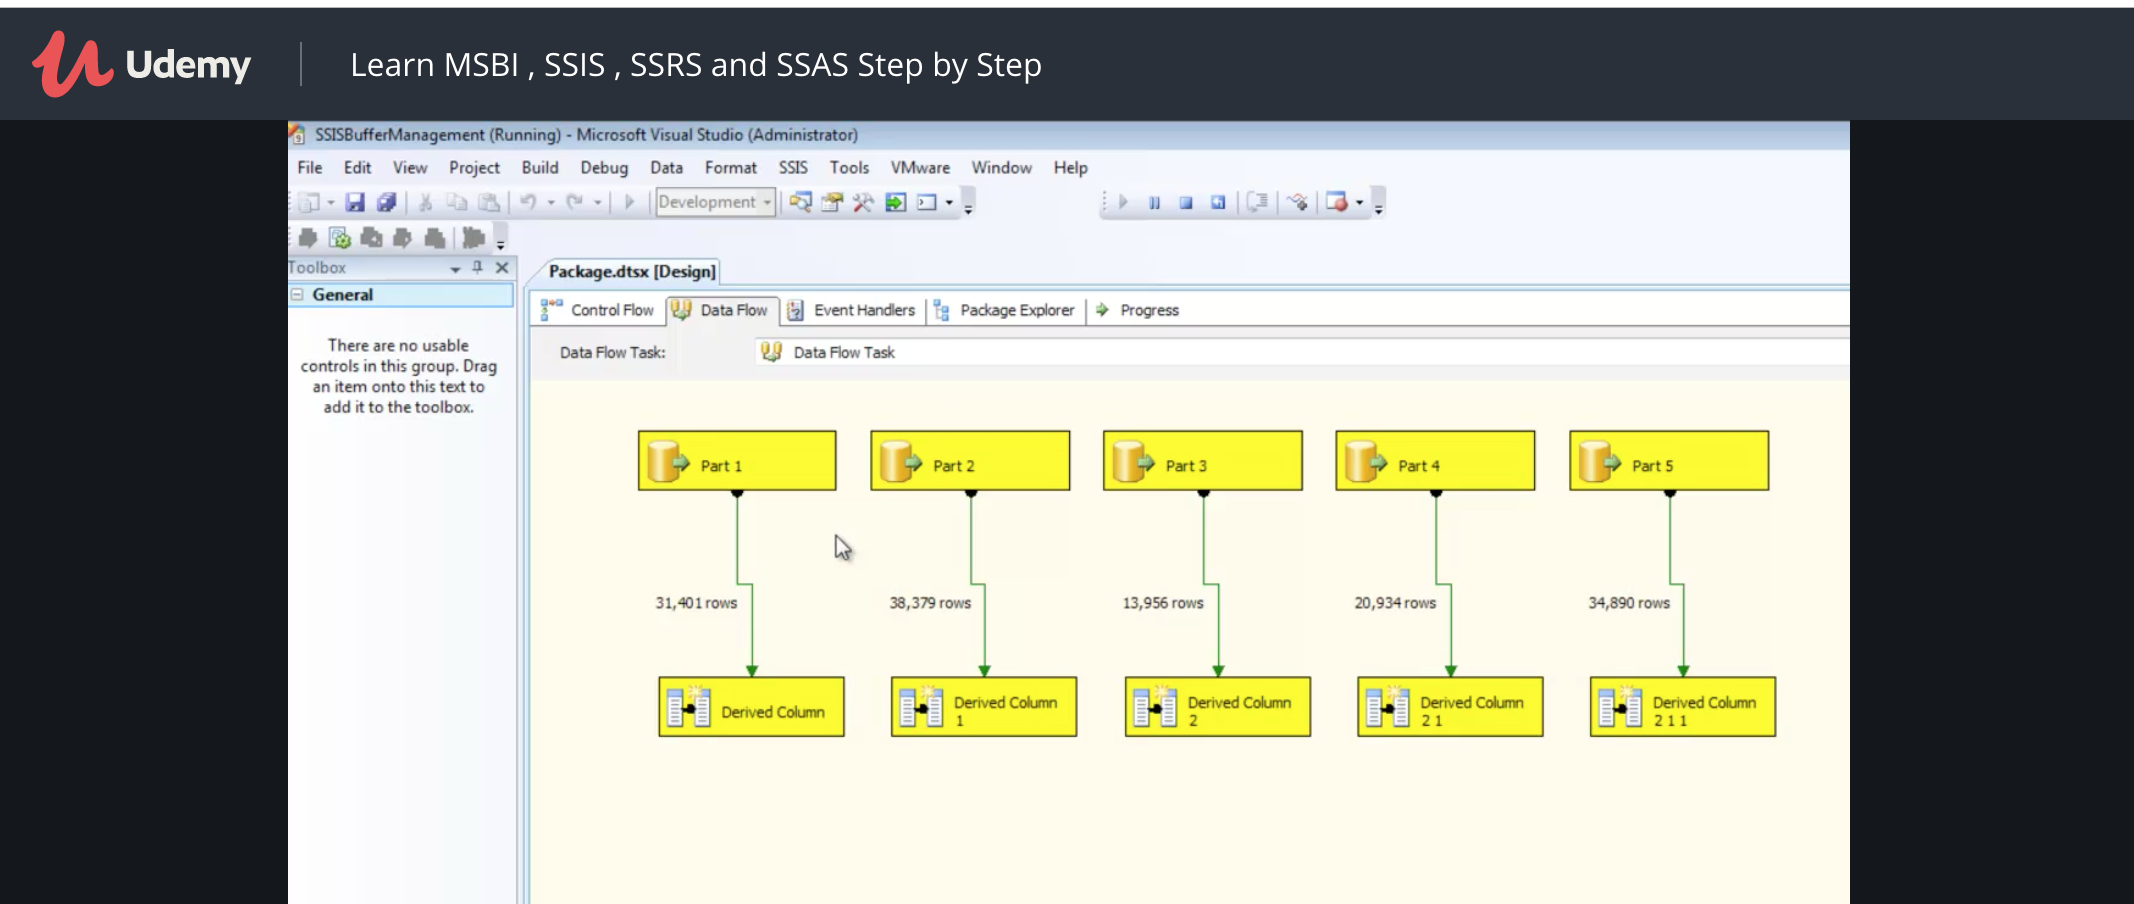 Udemy
Learn MSBI , SSIS , SSRS and SSAS Step by Step
SSISBufferManagement (Running) - Microsoft Visual Studio (Administrator)
File Edit View Project Build Debug Data Format SSIS Tools VMware Window Help
Development
Toolbox
General
There are no usable
controls in this group. Drag
an item onto this text to
add it to the toolbox.
Package.dtsx [Design]
Control Flow Data Flow Event Handlers Package Explorer Progress
Data Flow Task: Data Flow Task
Part 1 Part 2 Part 3 Part 4 Part 5
31,401 rows 38,379 rows 13,956 rows 20,934 rows 34,890 rows
Derived Column
Derived Column
1
Derived Column
2
Derived Column
2 1
Derived Column
2 1 1